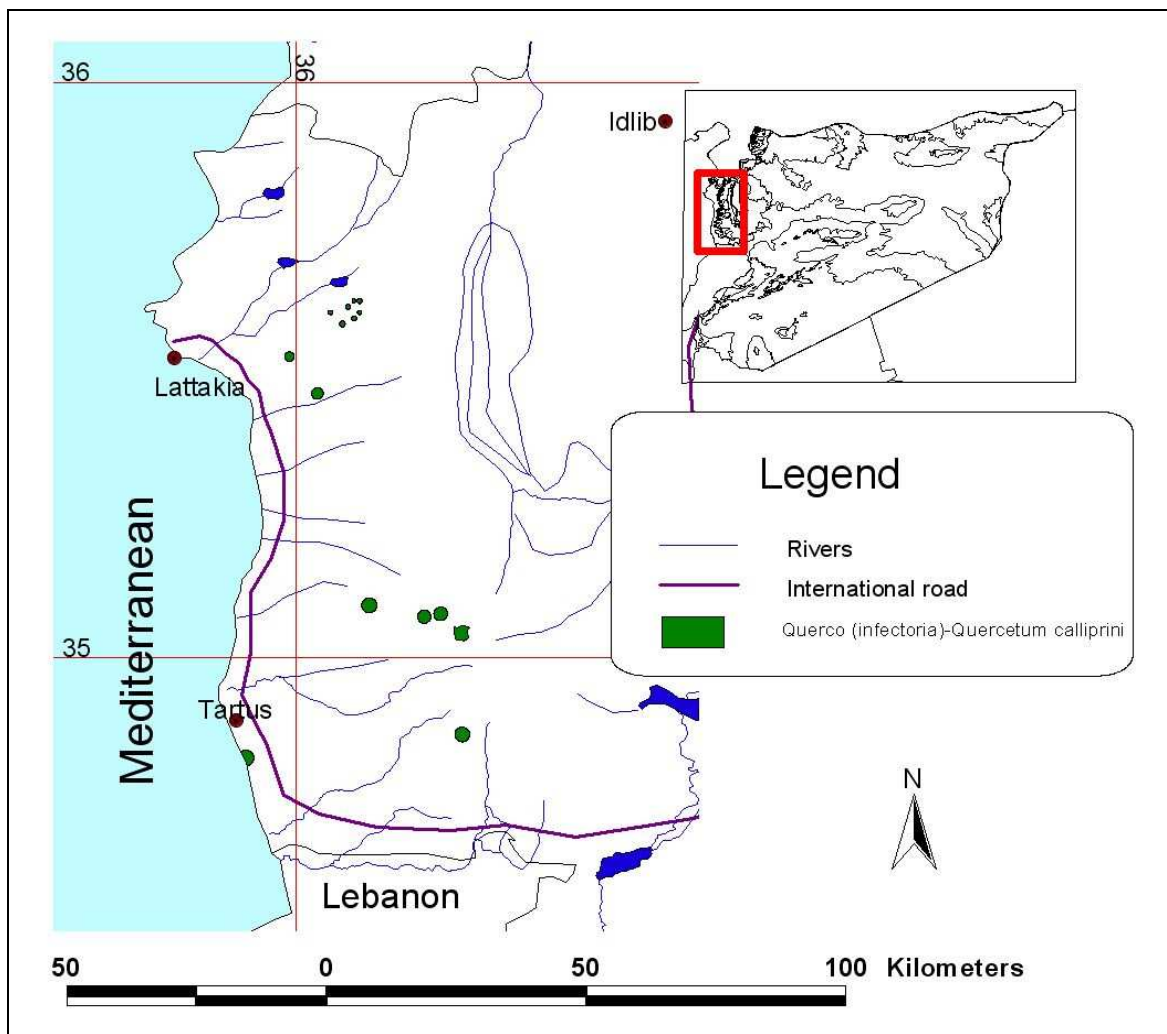 36
36
Idlib
Lattakia
Mediterranean
Legend
Rivers
International road
Querco (infectoria)-Quercetum calliprini
35
Tartus
N
Lebanon
50 0 50 100 Kilometers